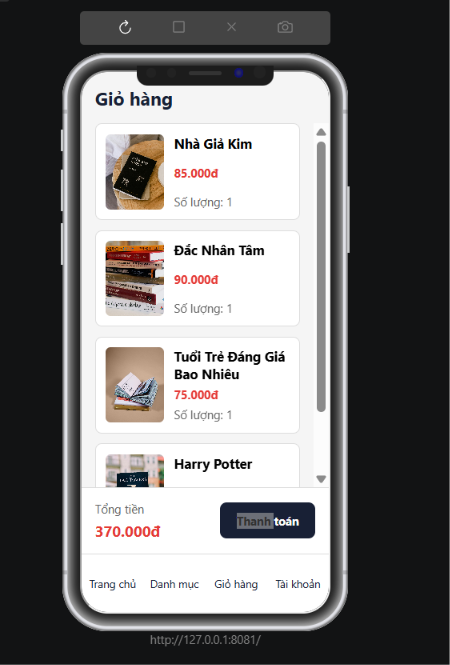 Giỏ hàng
Nhà Giả Kim
85.000đ
Số lượng: 1
Đắc Nhân Tâm
90.000đ
Số lượng: 1
Tuổi Trẻ Đáng Giá
Bao Nhiêu
75.000đ
Số lượng: 1
Harry Potter
Tổng tiền
370.000đ
Thanh toán
Trang chủ Danh mục Giỏ hàng Tài khoản
http://127.0.0.1:8081/